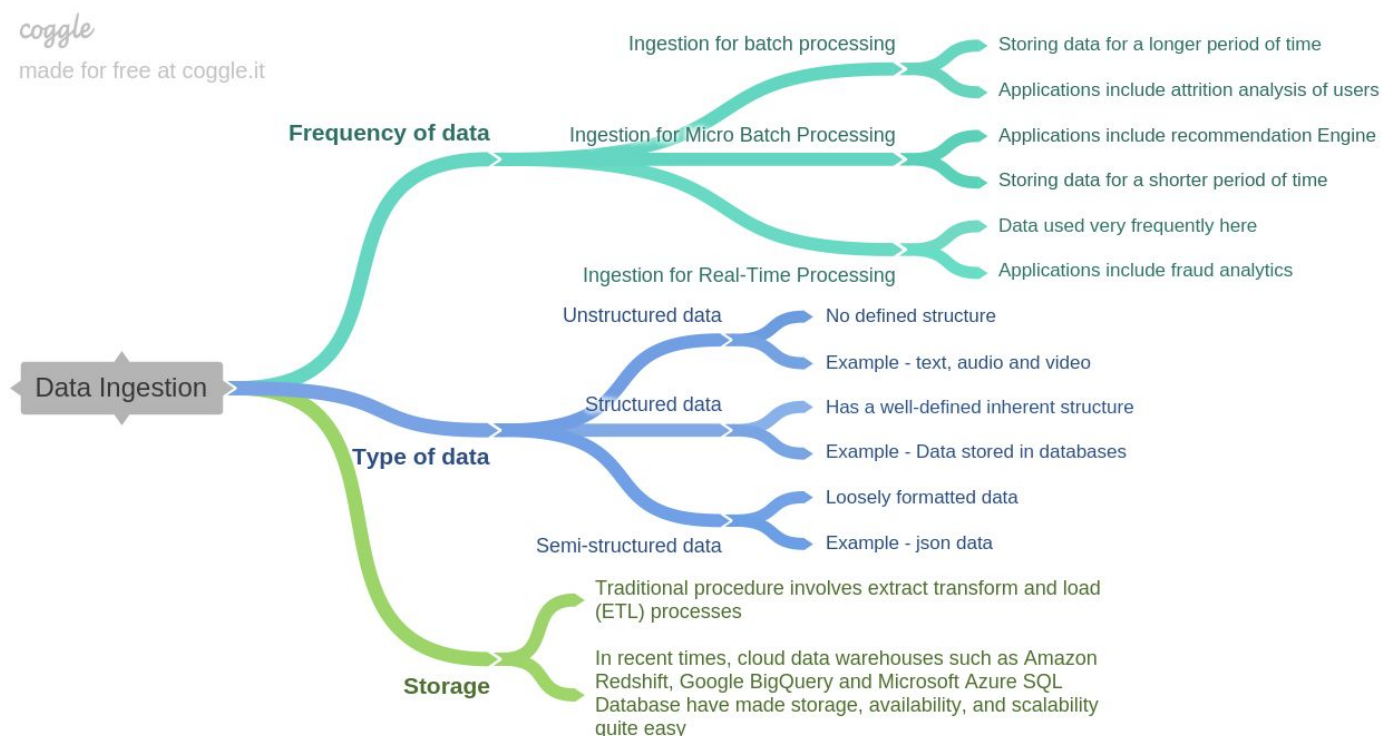 coggle
made for free at coggle.it
Data Ingestion
Frequency of data
Ingestion for batch processing
Storing data for a longer period of time
Applications include attrition analysis of users
Ingestion for Micro Batch Processing
Applications include recommendation Engine
Storing data for a shorter period of time
Ingestion for Real-Time Processing
Data used very frequently here
Applications include fraud analytics
Type of data
Unstructured data
No defined structure
Example - text, audio and video
Structured data
Has a well-defined inherent structure
Example - Data stored in databases
Semi-structured data
Loosely formatted data
Example - json data
Storage
Traditional procedure involves extract transform and load
(ETL) processes
In recent times, cloud data warehouses such as Amazon
Redshift, Google BigQuery and Microsoft Azure SQL
Database have made storage, availability, and scalability
quite easy